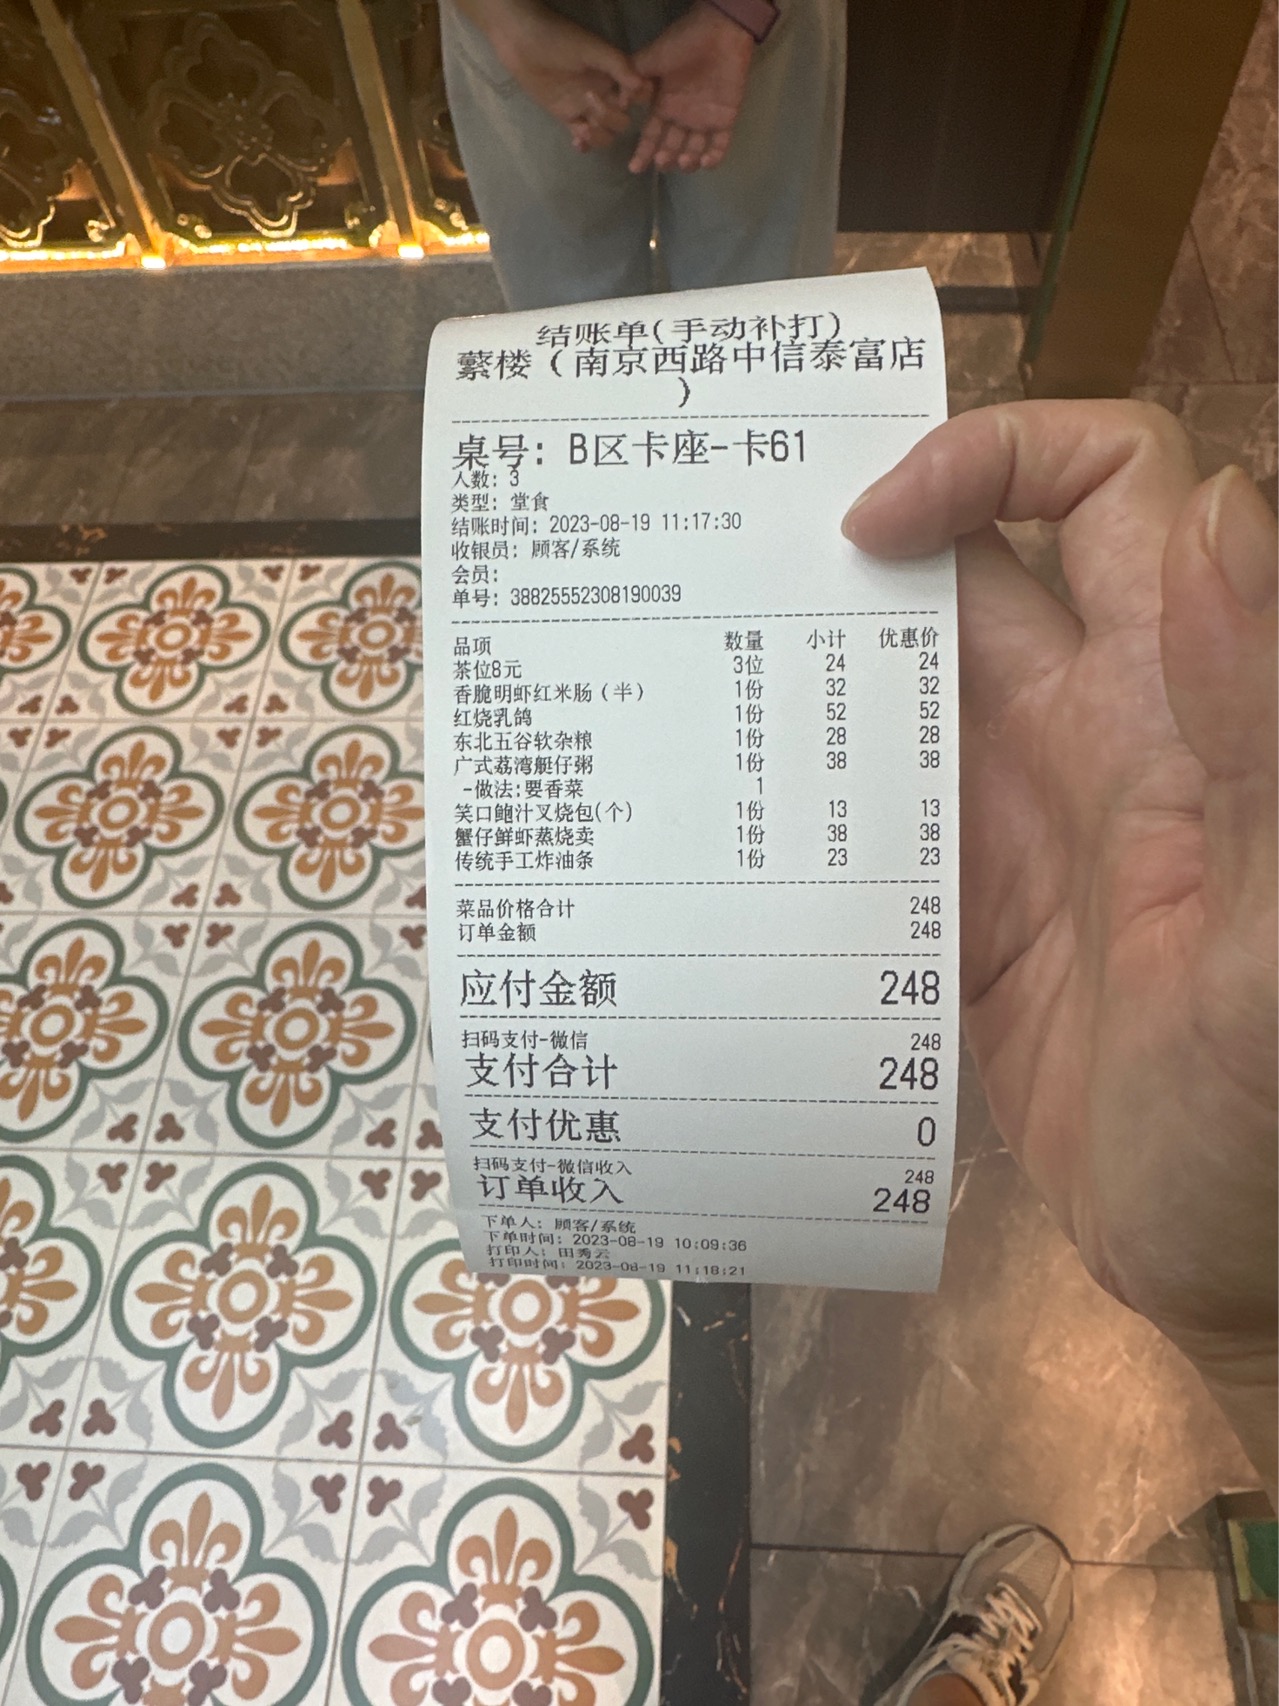 结账单(手动补打)
蘩楼（南京西路中信泰富店
）
桌号: B区卡座-卡61
人数: 3
类型: 堂食
结账时间: 2023-08-19 11:17:30
收银员: 顾客/系统
会员:
单号: 38825552308190039
品项 数量 小计 优惠价
茶位8元 3位 24 24
香脆明虾红米肠（半） 1份 32 32
红烧乳鸽 1份 52 52
东北五谷软杂粮 1份 28 28
广式荔湾艇仔粥 1份 38 38
-做法:要香菜 1
笑口鲍汁叉烧包(个) 1份 13 13
蟹仔鲜虾蒸烧卖 1份 38 38
传统手工炸油条 1份 23 23
菜品价格合计 248
订单金额 248
应付金额 248
扫码支付-微信 248
支付合计 248
支付优惠 0
扫码支付-微信收入 248
订单收入 248
下单人: 顾客/系统
下单时间: 2023-08-19 10:09:36
打印人: 田秀云
打印时间: 2023-08-19 11:18:21